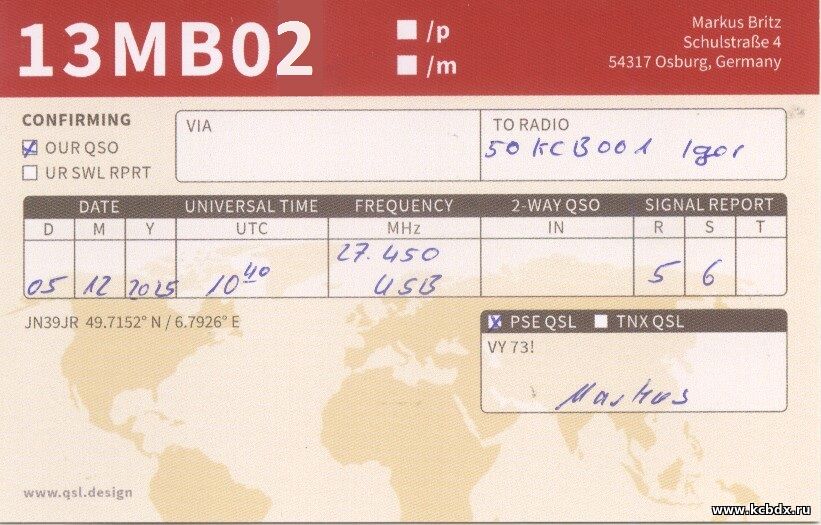 13MB02
/p
/m
Markus Britz
Schulstraße 4
54317 Osburg, Germany
CONFIRMING
OUR QSO
UR SWL RPRT
VIA
TO RADIO
50 KCB001 Igor
DATE UNIVERSAL TIME FREQUENCY 2-WAY QSO SIGNAL REPORT
D M Y UTC MHz IN R S T
05 12 2025 10 40 27.450 5 6
USB
JN39JR 49.7152° N / 6.7926° E
PSE QSL TNX QSL
VY 73!
Markus
www.qsl.design
www.kcbdx.ru